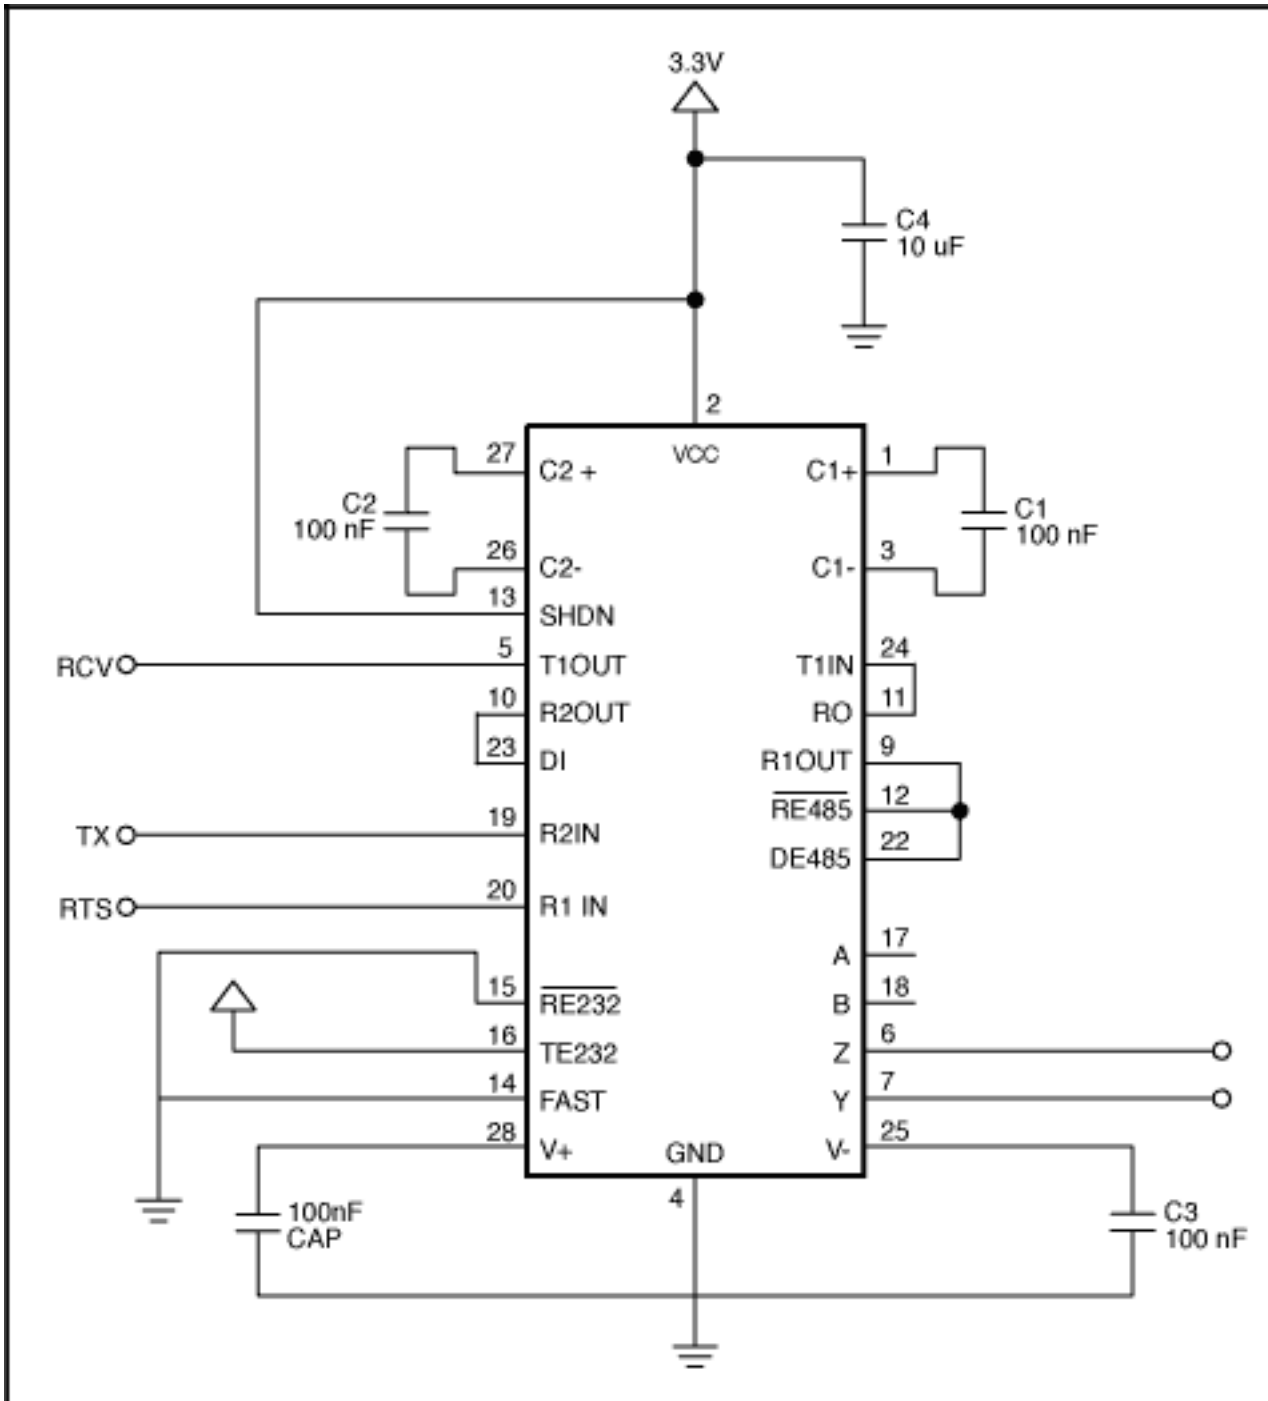 3.3V
C4
10 uF
2
VCC
27
C2 +
C1+
1
C2
100 nF
C1
100 nF
26
C2-
C1-
3
13
SHDN
RCV
5
T1OUT
T1IN
24
10
R2OUT
RO
11
23
DI
R1OUT
9
RE485
12
TX
19
R2IN
DE485
22
RTS
20
R1 IN
A
17
15
RE232
B
18
16
TE232
Z
6
14
FAST
Y
7
28
V+
GND
V-
25
4
100nF
CAP
C3
100 nF